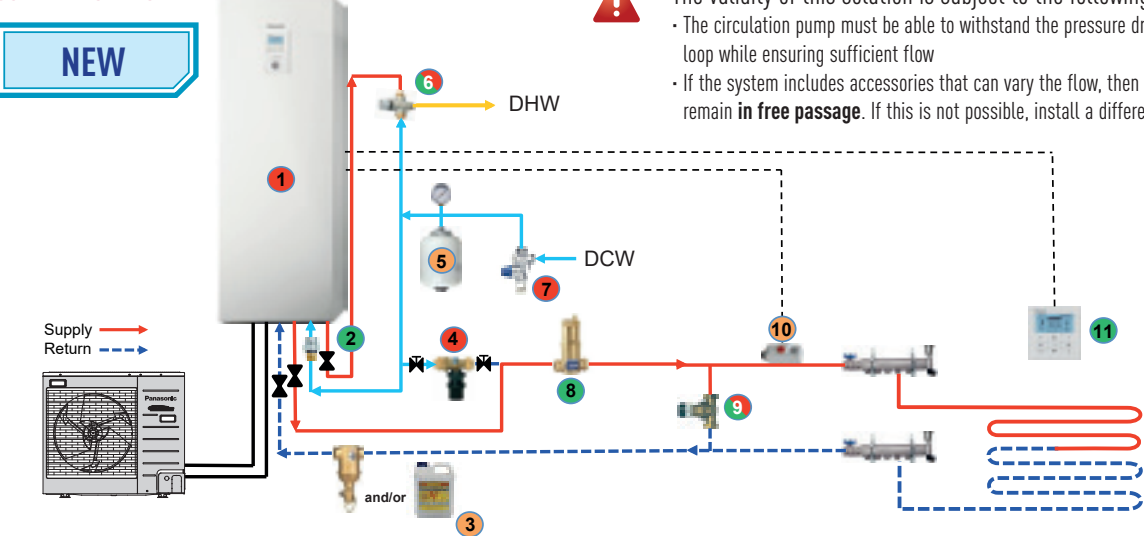 The validity of this solution is subject to the following
· The circulation pump must be able to withstand the pressure dr
loop while ensuring sufficient flow
· If the system includes accessories that can vary the flow, then
remain in free passage. If this is not possible, install a differe
NEW
6
DHW
1
5
DCW
7
Supply
Return
2
4
10
11
8
9
Panasonic
and/or
3